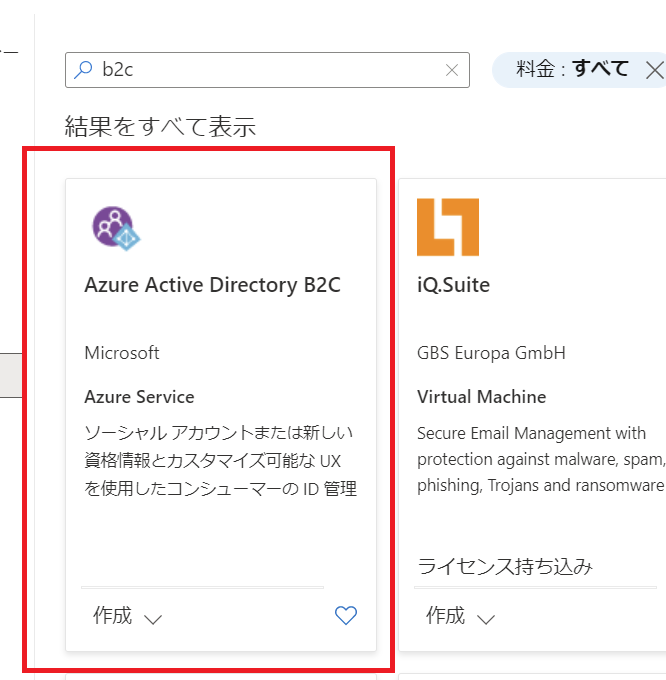 b2c
料金 : すべて
結果をすべて表示
Azure Active Directory B2C
Microsoft
Azure Service
ソーシャル アカウントまたは新しい
資格情報とカスタマイズ可能な UX
を使用したコンシューマーの ID 管理
作成
iQ.Suite
GBS Europa GmbH
Virtual Machine
Secure Email Management with
protection against malware, spam,
phishing, Trojans and ransomware
ライセンス持ち込み
作成